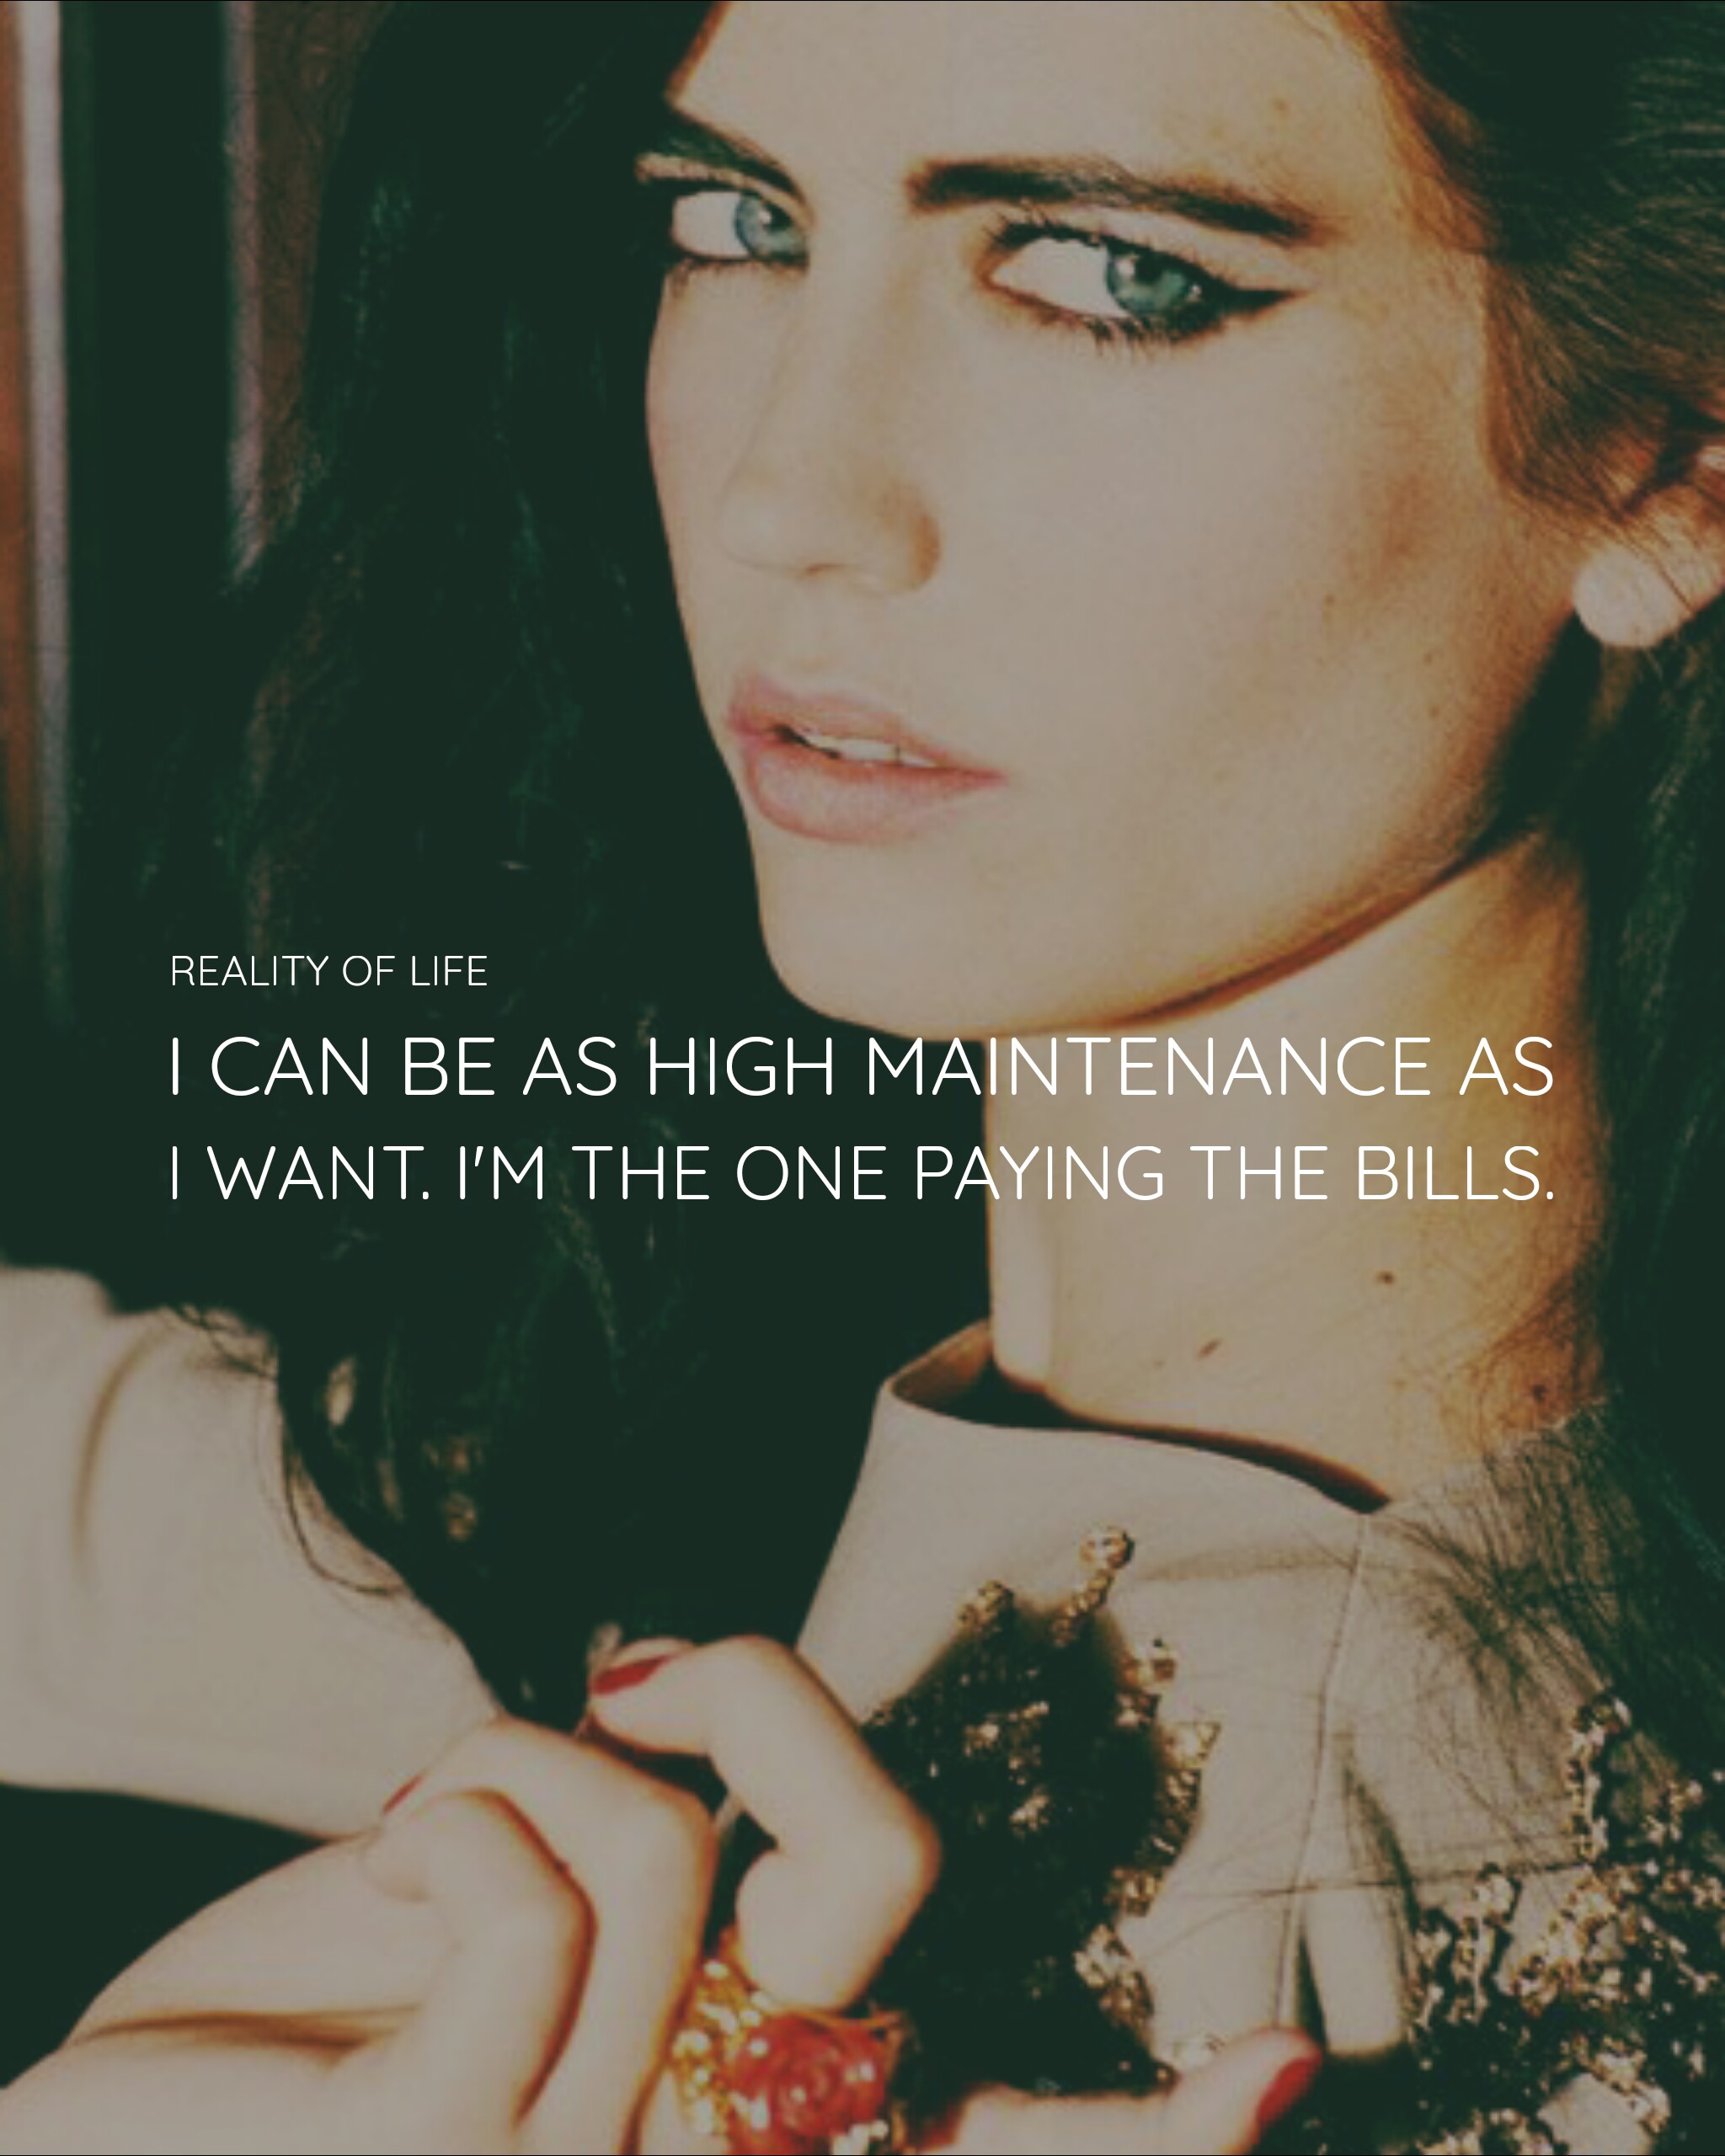 REALITY OF LIFE
I CAN BE AS HIGH MAINTENANCE AS
I WANT. I'M THE ONE PAYING THE BILLS.